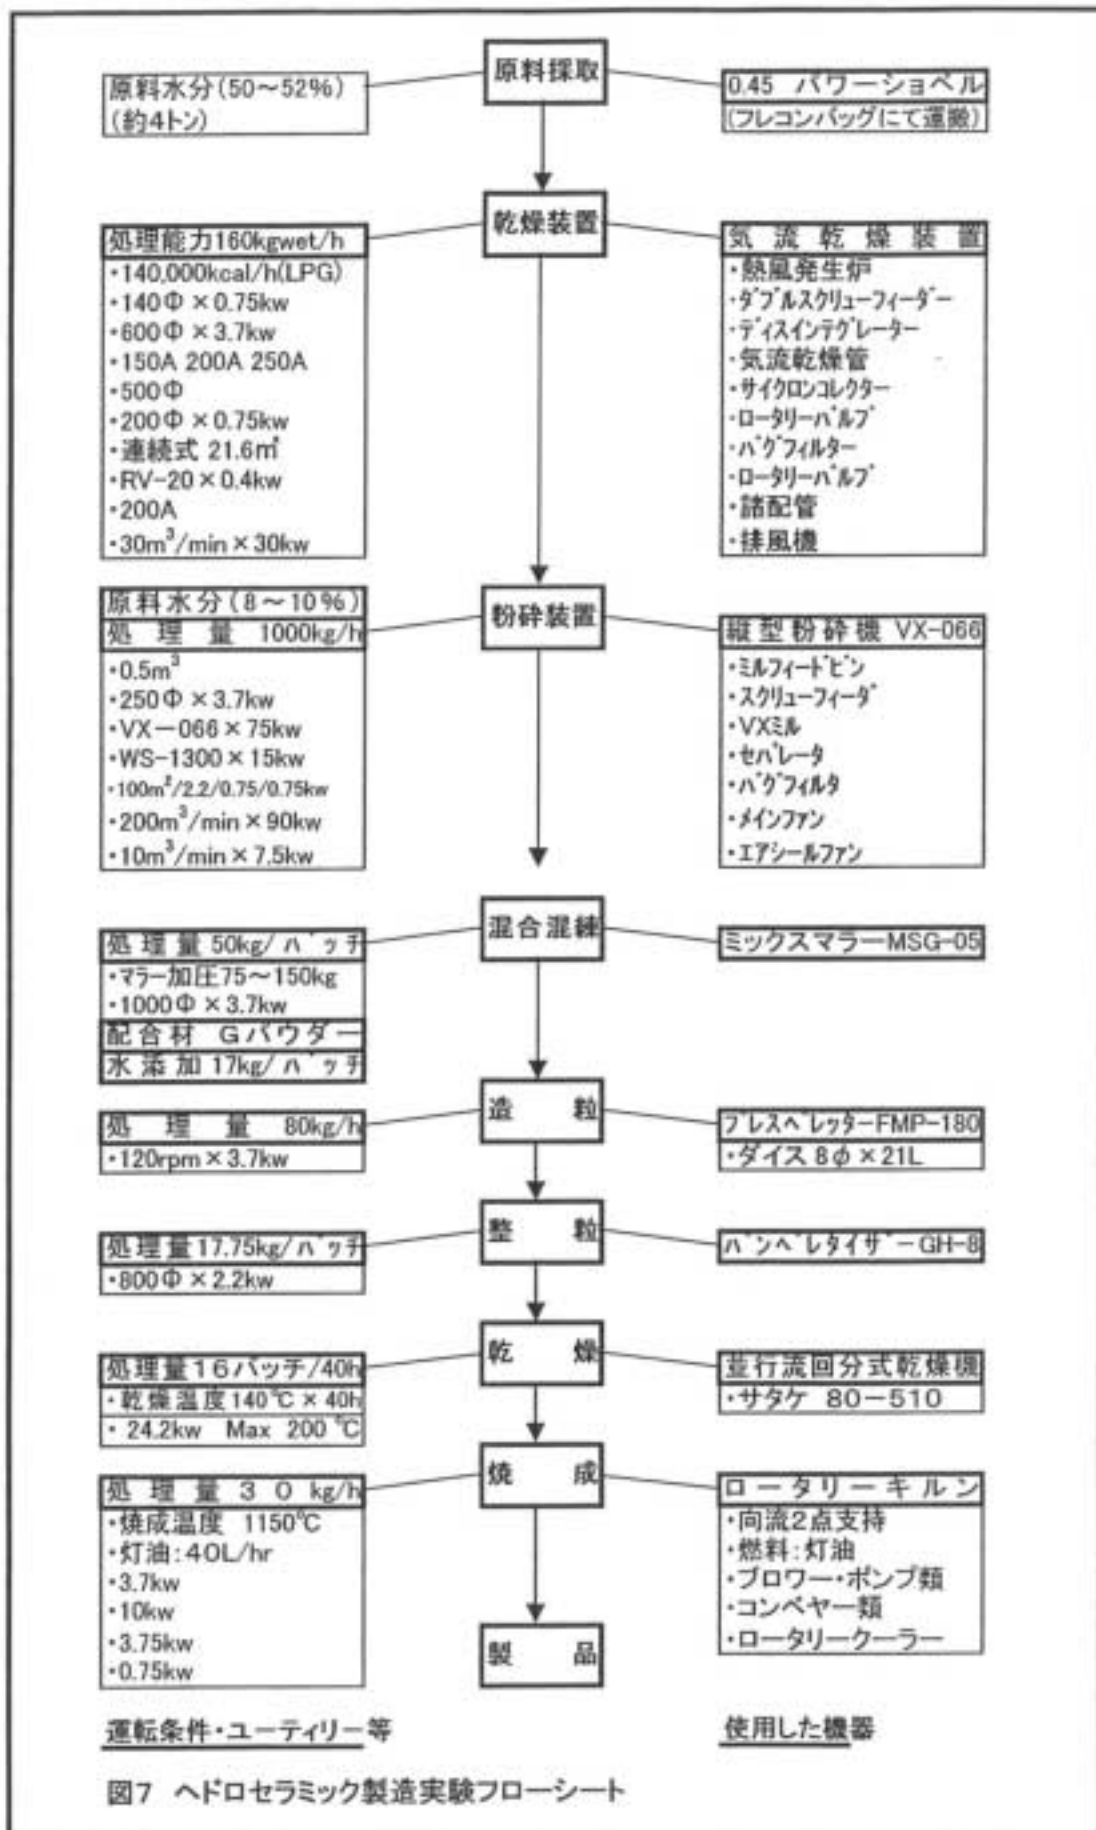 原料採取
原料水分(50～52%)
(約4トン)
0.45 パワーショベル
(フレコンバッグにて運搬)
乾燥装置
処理能力160kgwet/h
・140,000kcal/h(LPG)
・140Φ×0.75kw
・600Φ×3.7kw
・150A 200A 250A
・500Φ
・200Φ×0.75kw
・連続式 21.6㎡
・RV-20×0.4kw
・200A
・30m³/min×30kw
気流乾燥装置
・熱風発生炉
・ダブルスクリューフィーダー
・ディスインテグレーター
・気流乾燥管
・サイクロンコレクター
・ロータリーバルブ
・バグフィルター
・ロータリーバルブ
・諸配管
・排風機
粉砕装置
原料水分(8～10%)
処理量 1000kg/h
・0.5m³
・250Φ×3.7kw
・VX－066×75kw
・WS-1300×15kw
・100m²/2.2/0.75/0.75kw
・200m³/min×90kw
・10m³/min×7.5kw
縦型粉砕機 VX-066
・ミルフィードビン
・スクリューフィーダ
・VXミル
・セパレータ
・バグフィルタ
・メインファン
・エアシールファン
混合混練
処理量50kg/バッチ
・マラー加圧75～150kg
・1000Φ×3.7kw
配合材 Gパウダー
水添加17kg/バッチ
ミックスマラーMSG-05
造粒
処理量 80kg/h
・120rpm×3.7kw
プレスペレッターFMP-180
・ダイス8φ×21L
整粒
処理量17.75kg/バッチ
・800Φ×2.2kw
パンペレタイザーGH-8
乾燥
処理量16バッチ/40h
・乾燥温度140℃×40h
・24.2kw Max 200℃
並行流回分式乾燥機
・サタケ 80－510
焼成
処理量30kg/h
・焼成温度 1150℃
・灯油:40L/hr
・3.7kw
・10kw
・3.75kw
・0.75kw
ロータリーキルン
・向流2点支持
・燃料:灯油
・ブロワー・ポンプ類
・コンベヤー類
・ロータリークーラー
製品
運転条件・ユーティリー等
使用した機器
図7 ヘドロセラミック製造実験フローシート